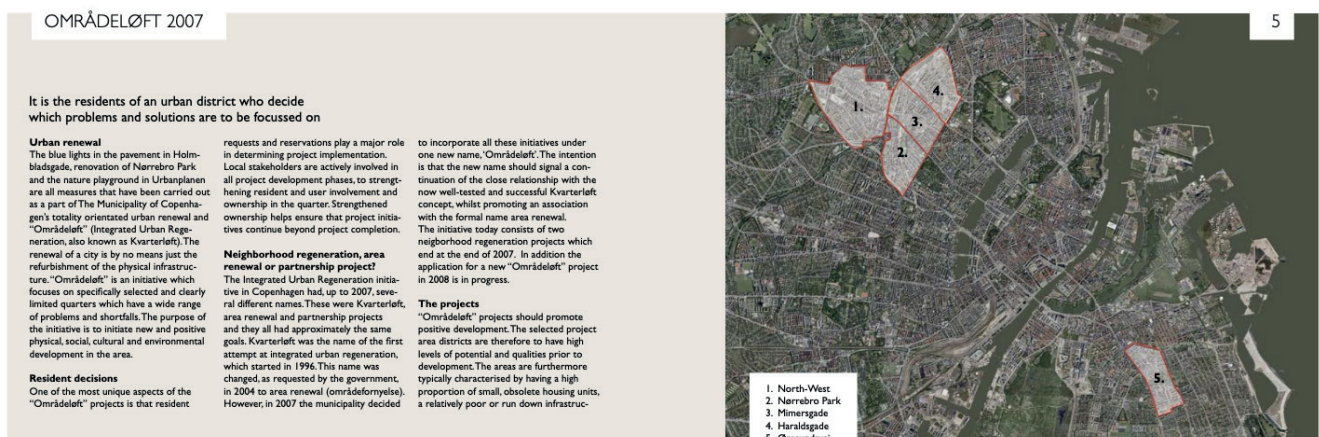 OMRÅDELØFT 2007
5
It is the residents of an urban district who decide
which problems and solutions are to be focussed on
Urban renewal
The blue lights in the pavement in Holm-
bladsgade, renovation of Nørrebro Park
and the nature playground in Urbanplanen
are all measures that have been carried out
as a part of The Municipality of Copenha-
gen's totality orientated urban renewal and
"Områdeløft" (Integrated Urban Rege-
neration, also known as Kvarterløft). The
renewal of a city is by no means just the
refurbishment of the physical infrastruc-
ture. "Områdeløft" is an initiative which
focuses on specifically selected and clearly
limited quarters which have a wide range
of problems and shortfalls. The purpose of
the initiative is to initiate new and positive
physical, social, cultural and environmental
development in the area.
Resident decisions
One of the most unique aspects of the
"Områdeløft" projects is that resident
requests and reservations play a major role
in determining project implementation.
Local stakeholders are actively involved in
all project development phases, to strengt-
hening resident and user involvement and
ownership in the quarter. Strengthened
ownership helps ensure that project initia-
tives continue beyond project completion.
Neighborhood regeneration, area
renewal or partnership project?
The Integrated Urban Regeneration initia-
tive in Copenhagen had, up to 2007, seve-
ral different names. These were Kvarterløft,
area renewal and partnership projects
and they all had approximately the same
goals. Kvarterløft was the name of the first
attempt at integrated urban regeneration,
which started in 1996. This name was
changed, as requested by the government,
in 2004 to area renewal (områdefornyelse).
However, in 2007 the municipality decided
to incorporate all these initiatives under
one new name, 'Områdeløft'. The intention
is that the new name should signal a con-
tinuation of the close relationship with the
now well-tested and successful Kvarterløft
concept, whilst promoting an association
with the formal name area renewal.
The initiative today consists of two
neigborhood regeneration projects which
end at the end of 2007. In addition the
application for a new "Områdeløft" project
in 2008 is in progress.
The projects
"Områdeløft" projects should promote
positive development. The selected project
area districts are therefore to have high
levels of potential and qualities prior to
development. The areas are furthermore
typically characterised by having a high
proportion of small, obsolete housing units,
a relatively poor or run down infrastruc-
1.
4.
3.
2.
5.
1. North-West
2. Nørrebro Park
3. Mimersgade
4. Haraldsgade